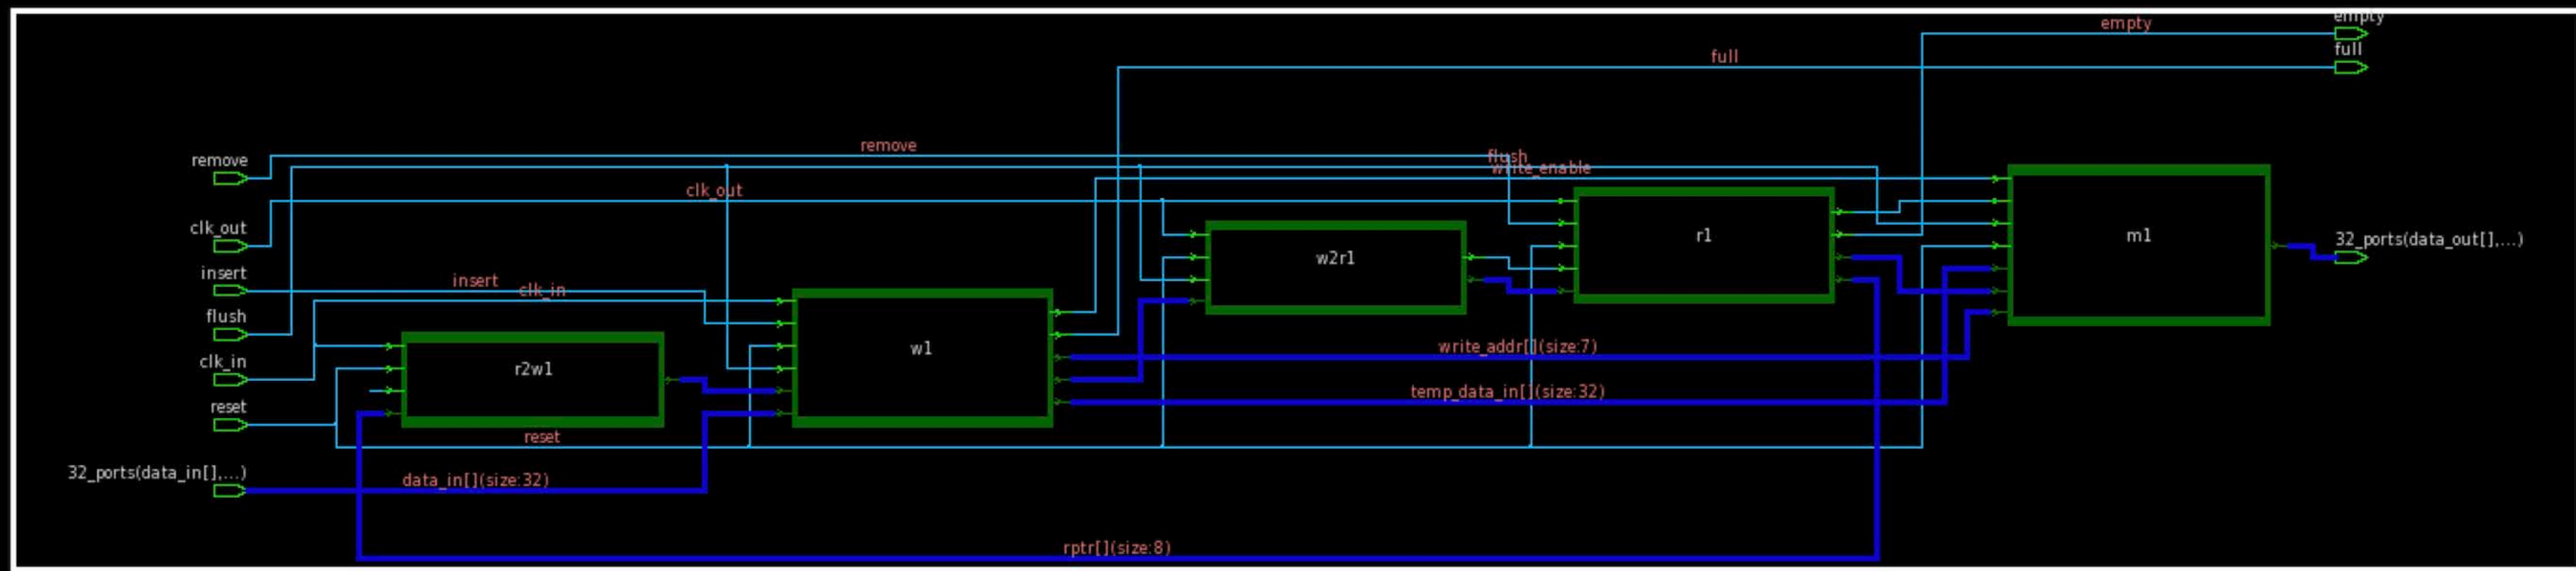 empty
empty
full
full
remove
remove
flush
write_enable
clk_out
clk_out
32_ports(data_out[],...)
r1
m1
w2r1
insert
insert
clk_in
flush
w1
write_addr[](size:7)
clk_in
r2w1
temp_data_in[](size:32)
reset
reset
32_ports(data_in[],...)
data_in[](size:32)
rptr[](size:8)